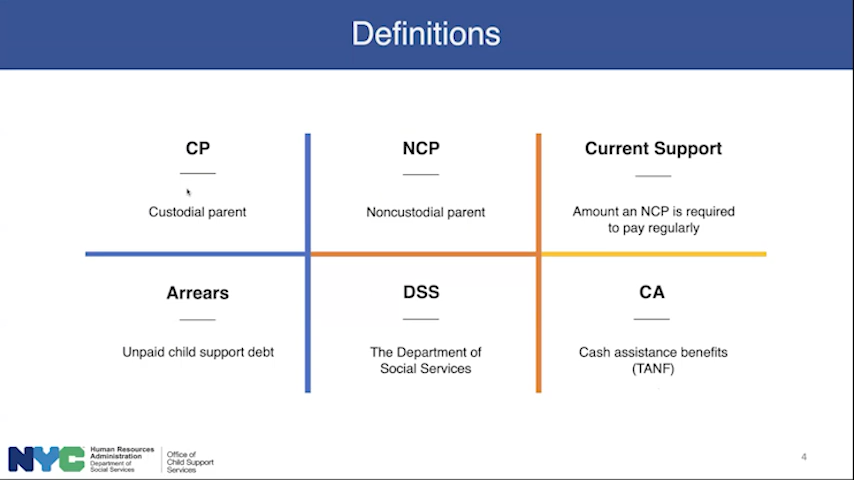 Definitions
CP
Custodial parent
NCP
Noncustodial parent
Current Support
Amount an NCP is required
to pay regularly
Arrears
Unpaid child support debt
DSS
The Department of
Social Services
CA
Cash assistance benefits
(TANF)
NYC
Human Resources
Administration
Department of
Social Services
Office of
Child Support
Services
4